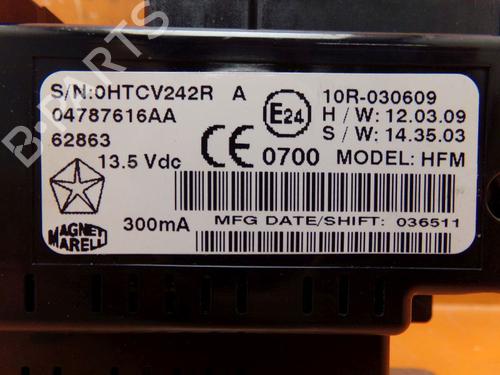 S/N:0HTCV242R A
04787616AA
62863
13.5 Vdc
E24
10R-030609
H / W: 12.03.09
S / W: 14.35.03
CE 0700 MODEL: HFM
300mA
MFG DATE/SHIFT: 036511
MAGNETI
MARELLI
B-PARTS